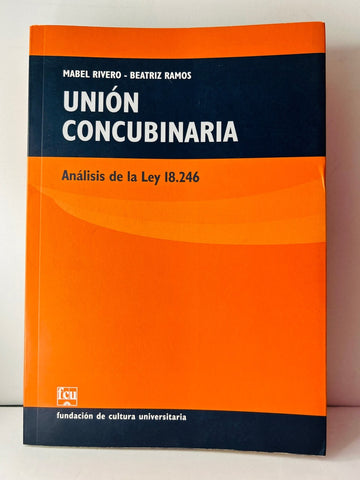 MABEL RIVERO - BEATRIZ RAMOS
UNIÓN
CONCUBINARIA
Análisis de la Ley 18.246
fcu
fundación de cultura universitaria